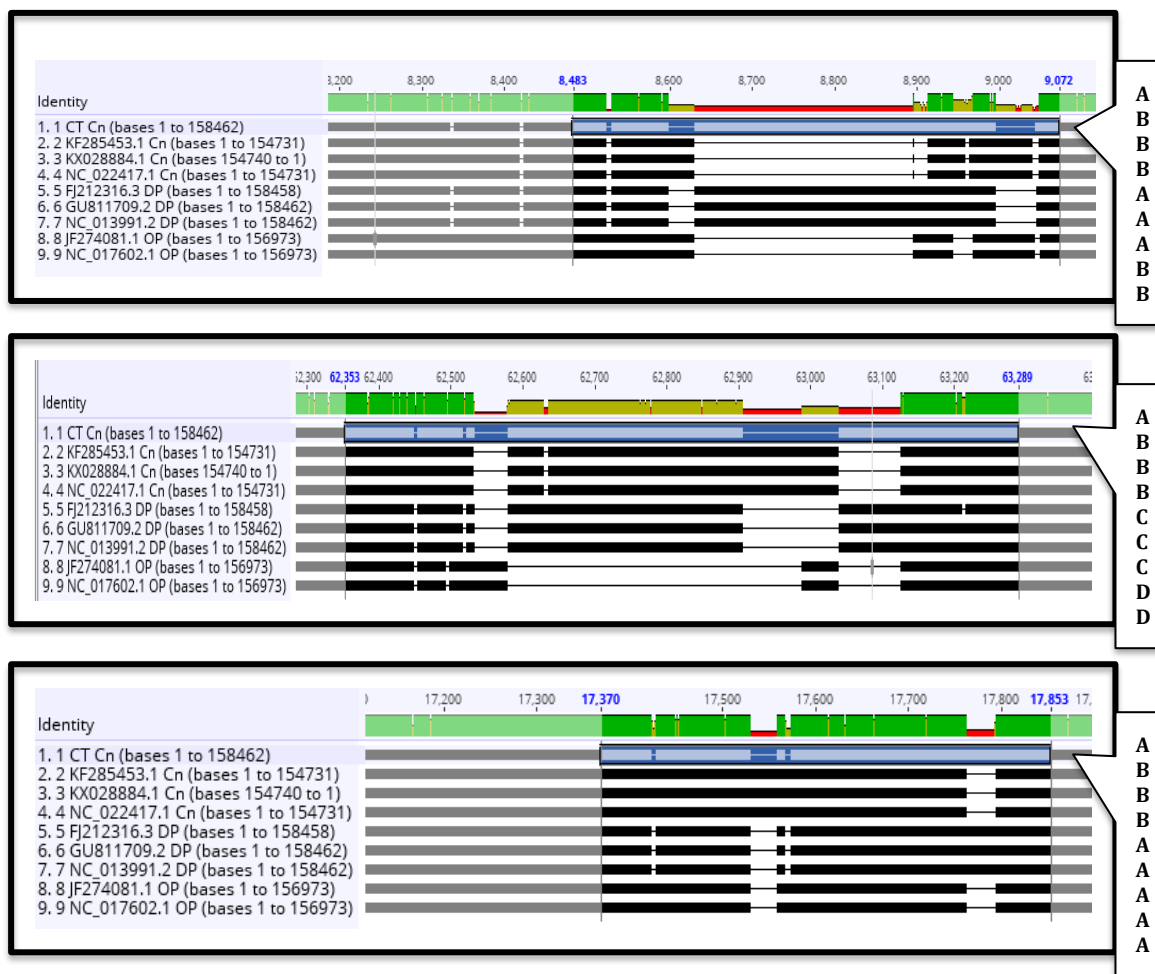 3,200 8,300 8,400 8,483 8,600 8,700 8,800 8,900 9,000 9,072
Identity
1. 1 CT Cn (bases 1 to 158462)
2. 2 KF285453.1 Cn (bases 1 to 154731)
3. 3 KX028884.1 Cn (bases 154740 to 1)
4. 4 NC_022417.1 Cn (bases 1 to 154731)
5. 5 FJ212316.3 DP (bases 1 to 158458)
6. 6 GU811709.2 DP (bases 1 to 158462)
7. 7 NC_013991.2 DP (bases 1 to 158462)
8. 8 JF274081.1 OP (bases 1 to 156973)
9. 9 NC_017602.1 OP (bases 1 to 156973)
A
B
B
B
A
A
A
B
B
52,300 62,353 62,400 62,500 62,600 62,700 62,800 62,900 63,000 63,100 63,200 63,289 63
Identity
1. 1 CT Cn (bases 1 to 158462)
2. 2 KF285453.1 Cn (bases 1 to 154731)
3. 3 KX028884.1 Cn (bases 154740 to 1)
4. 4 NC_022417.1 Cn (bases 1 to 154731)
5. 5 FJ212316.3 DP (bases 1 to 158458)
6. 6 GU811709.2 DP (bases 1 to 158462)
7. 7 NC_013991.2 DP (bases 1 to 158462)
8. 8 JF274081.1 OP (bases 1 to 156973)
9. 9 NC_017602.1 OP (bases 1 to 156973)
A
B
B
B
C
C
C
D
D
17,200 17,300 17,370 17,500 17,600 17,700 17,800 17,853 17,
Identity
1. 1 CT Cn (bases 1 to 158462)
2. 2 KF285453.1 Cn (bases 1 to 154731)
3. 3 KX028884.1 Cn (bases 154740 to 1)
4. 4 NC_022417.1 Cn (bases 1 to 154731)
5. 5 FJ212316.3 DP (bases 1 to 158458)
6. 6 GU811709.2 DP (bases 1 to 158462)
7. 7 NC_013991.2 DP (bases 1 to 158462)
8. 8 JF274081.1 OP (bases 1 to 156973)
9. 9 NC_017602.1 OP (bases 1 to 156973)
A
B
B
B
A
A
A
A
A